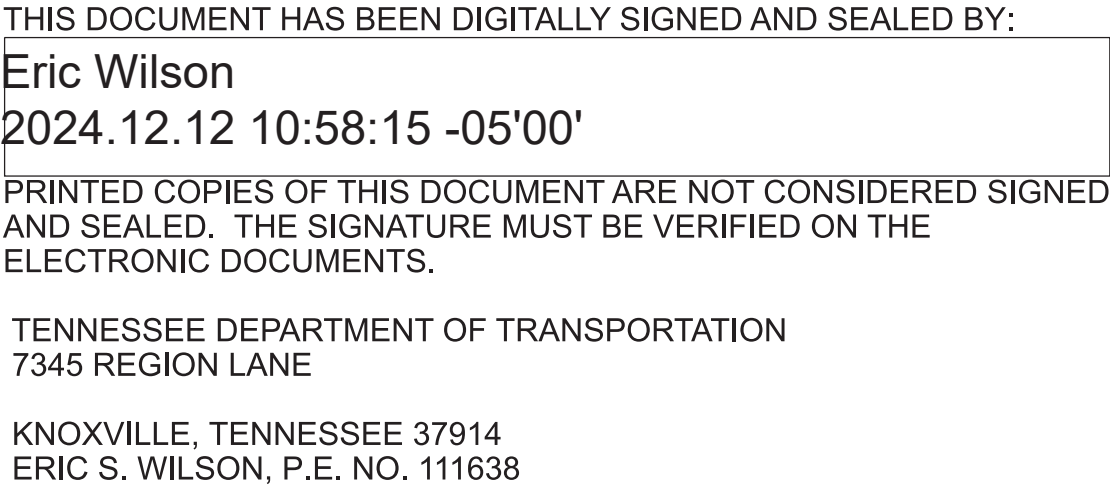 THIS DOCUMENT HAS BEEN DIGITALLY SIGNED AND SEALED BY:
Eric Wilson
2024.12.12 10:58:15 -05'00'
PRINTED COPIES OF THIS DOCUMENT ARE NOT CONSIDERED SIGNED
AND SEALED.  THE SIGNATURE MUST BE VERIFIED ON THE
ELECTRONIC DOCUMENTS.
TENNESSEE DEPARTMENT OF TRANSPORTATION
7345 REGION LANE
KNOXVILLE, TENNESSEE 37914
ERIC S. WILSON, P.E. NO. 111638